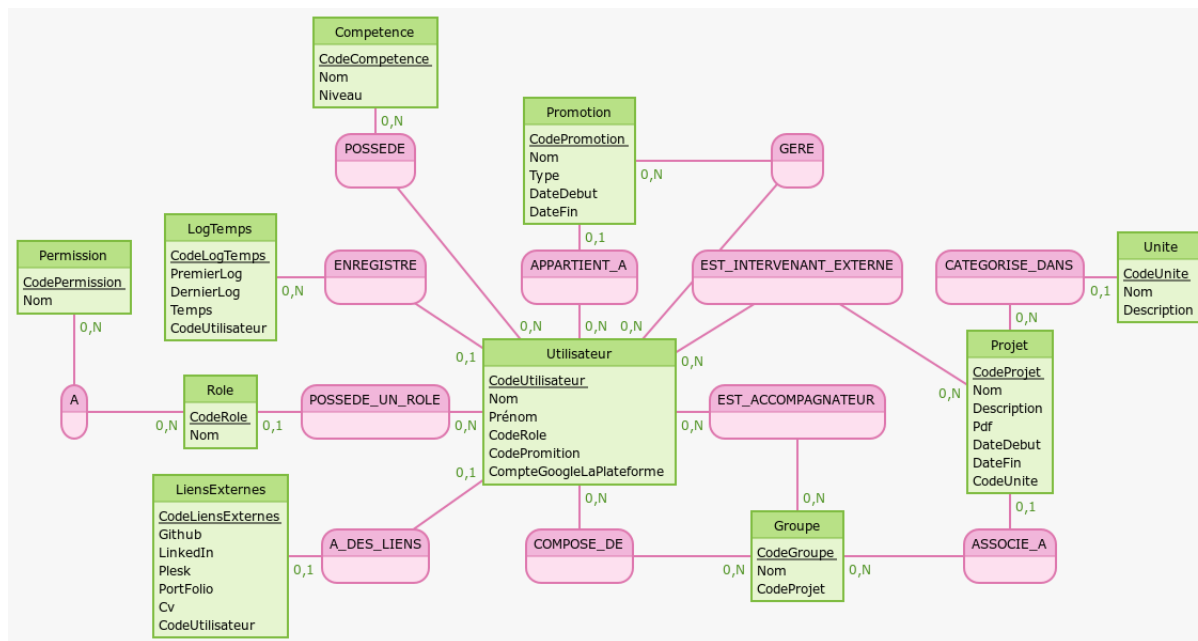 Competence
CodeCompetence
Nom
Niveau
0,N
POSSEDE
Promotion
CodePromotion
Nom
Type
DateDebut
DateFin
0,N
GERE
0,N
0,1
LogTemps
CodeLogTemps
PremierLog
DernierLog
Temps
CodeUtilisateur
0,N
ENREGISTRE
0,1
APPARTIENT_A
0,N
0,N
0,N
EST_INTERVENANT_EXTERNE
0,N
0,N
CATEGORISE_DANS
0,1
0,N
Unite
CodeUnite
Nom
Description
Permission
CodePermission
Nom
0,N
A
0,N
Role
CodeRole
Nom
0,1
POSSEDE_UN_ROLE
0,N
Utilisateur
CodeUtilisateur
Nom
Prénom
CodeRole
CodePromition
CompteGoogleLaPlateforme
0,N
EST_ACCOMPAGNATEUR
0,N
Projet
CodeProjet
Nom
Description
Pdf
DateDebut
DateFin
CodeUnite
0,1
LiensExternes
CodeLiensExternes
Github
LinkedIn
Plesk
PortFolio
Cv
CodeUtilisateur
0,1
A_DES_LIENS
0,1
0,N
COMPOSE_DE
0,N
Groupe
CodeGroupe
Nom
CodeProjet
0,N
ASSOCIE_A